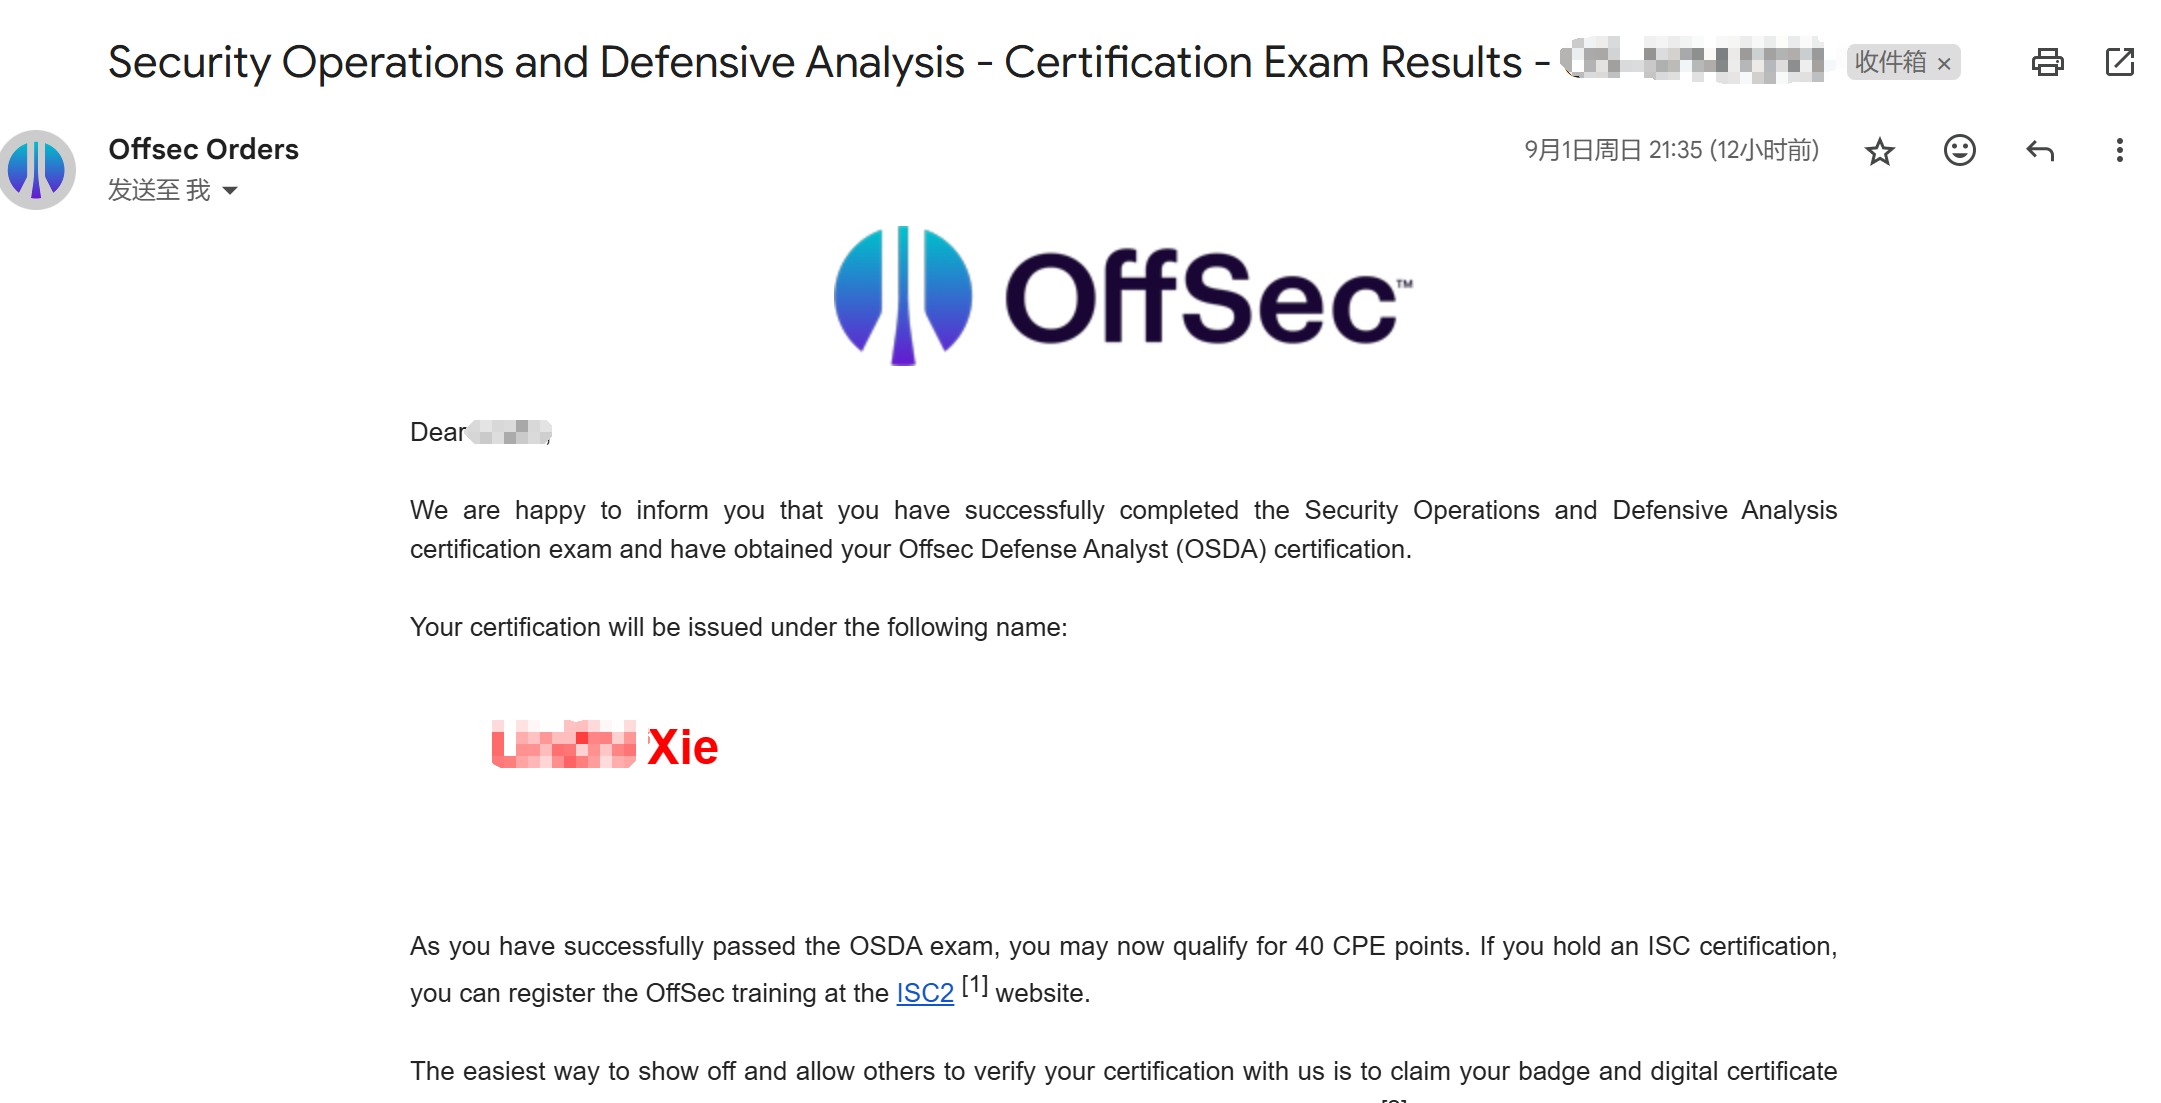 Security Operations and Defensive Analysis - Certification Exam Results -
收件箱 ×
Offsec Orders
9月1日周日 21:35 (12小时前)
发送至 我
OffSec™
Dear
We are happy to inform you that you have successfully completed the Security Operations and Defensive Analysis
certification exam and have obtained your Offsec Defense Analyst (OSDA) certification.
Your certification will be issued under the following name:
Xie
As you have successfully passed the OSDA exam, you may now qualify for 40 CPE points. If you hold an ISC certification,
you can register the OffSec training at the ISC2 [1] website.
The easiest way to show off and allow others to verify your certification with us is to claim your badge and digital certificate